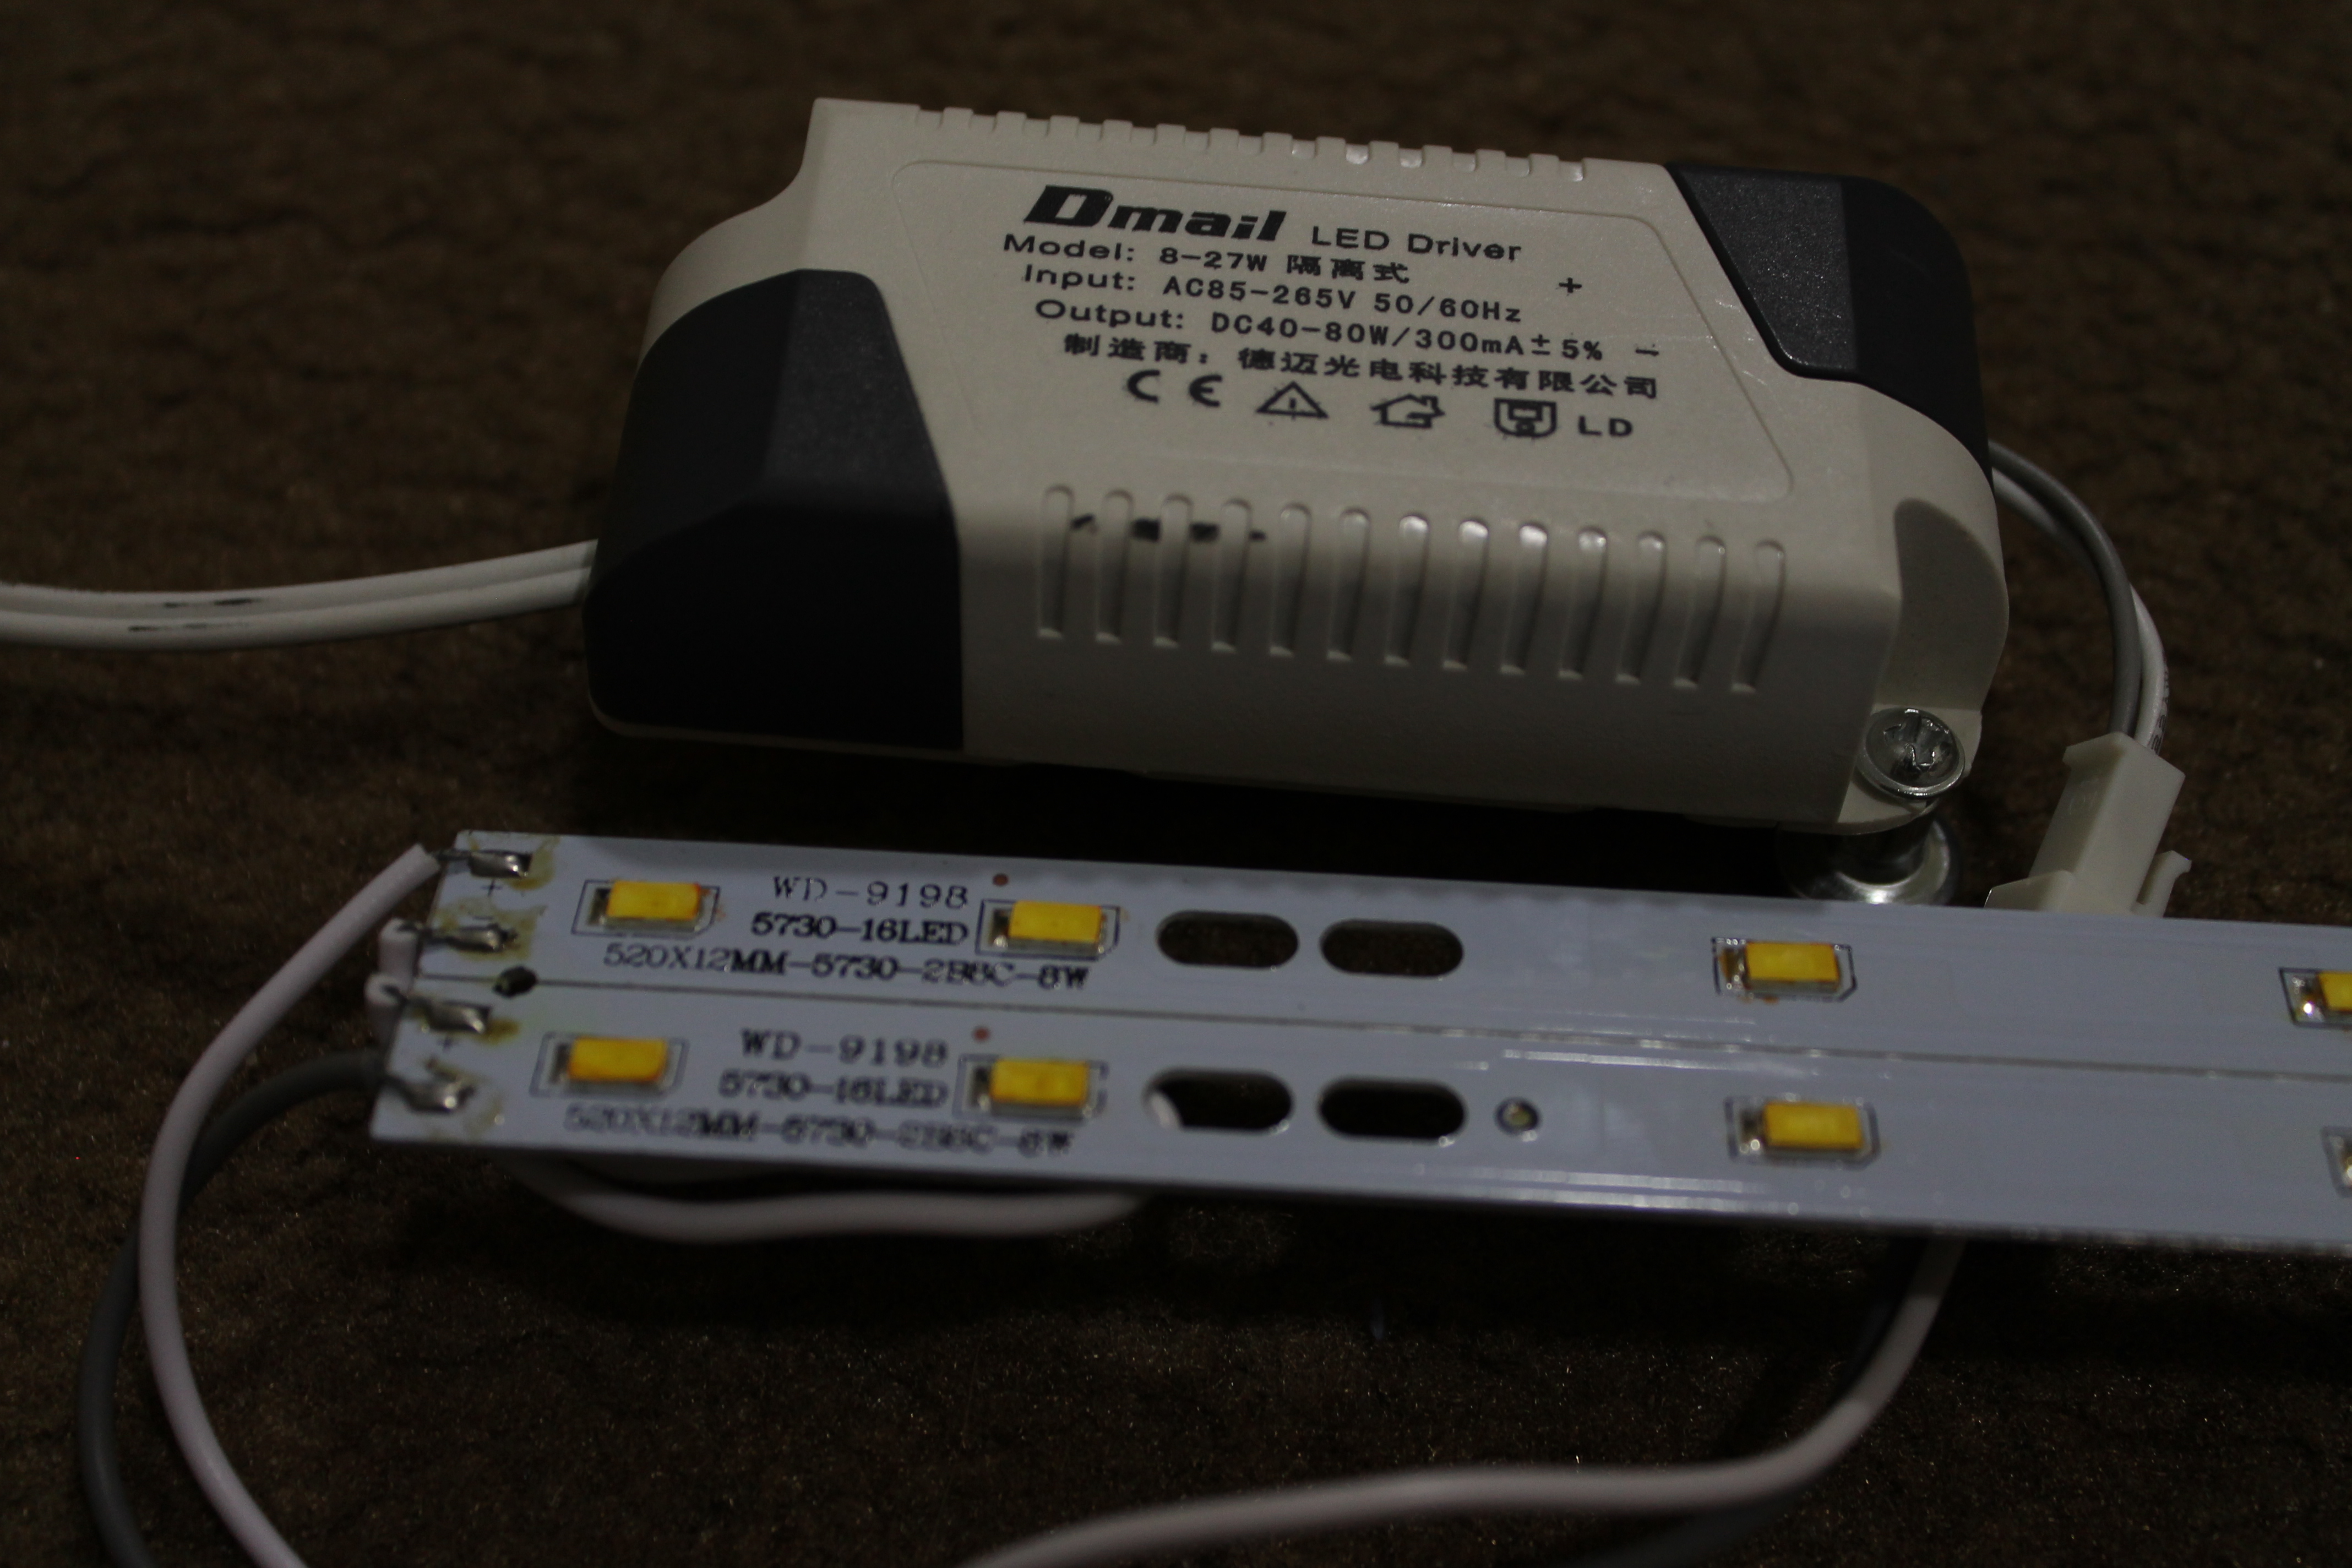 Dmail LED Driver
Model: 8-27W 隔离式
+
Input: AC85-265V 50/60Hz
Output: DC40-80W/300mA±5% -
制造商：德迈光电科技有限公司
CE LD
+
WD-9198
5730-16LED
520X12MM-5730-2B8C-8W
+
WD-9198
5730-16LED
520X12MM-5730-2B8C-8W